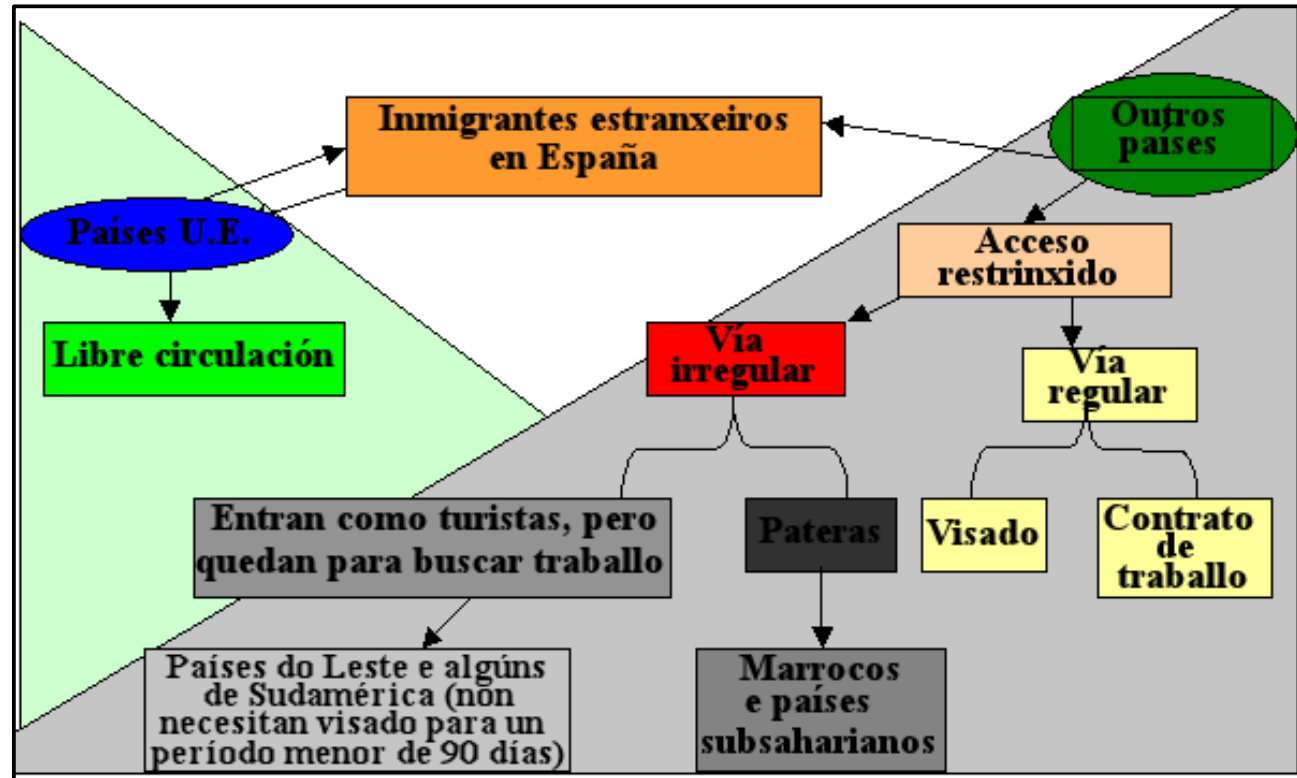 Inmigrantes estranxeiros
en España
Outros
países
Países U.E.
Acceso
restrinxido
Libre circulación
Vía
irregular
Vía
regular
Entran como turistas, pero
quedan para buscar traballo
Pateras
Visado
Contrato
de
traballo
Países do Leste e algúns
de Sudamérica (non
necesitan visado para un
período menor de 90 días)
Marrocos
e países
subsaharianos